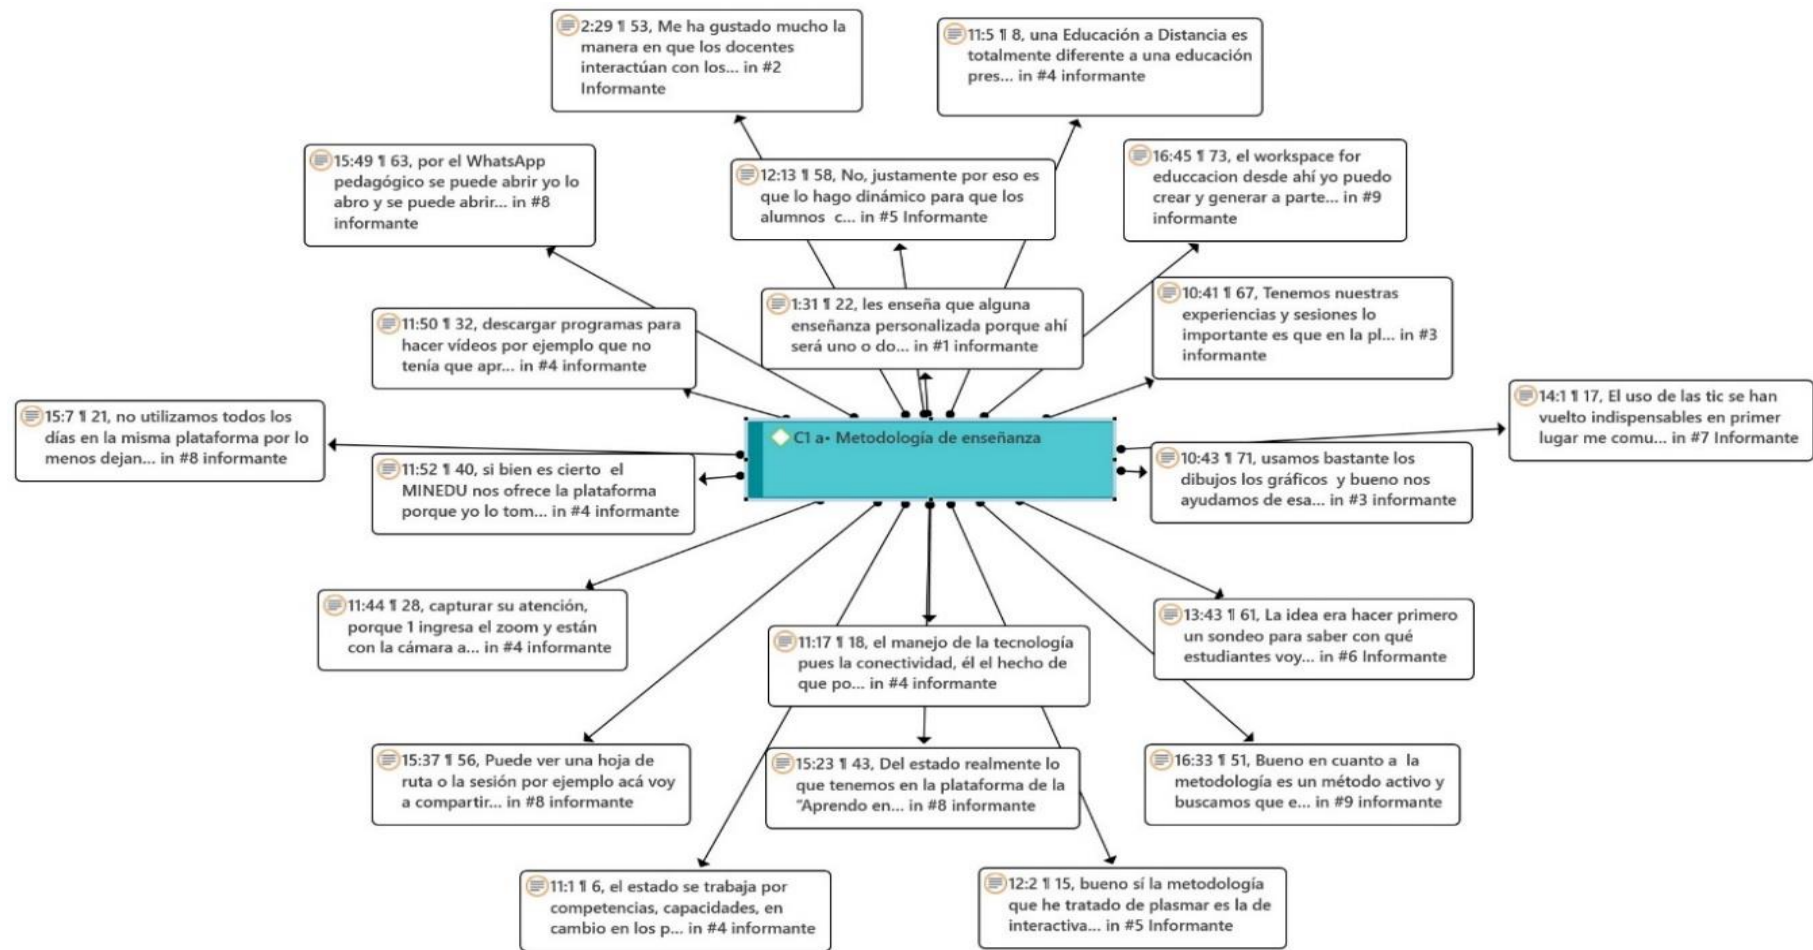 2:29 ¶ 53, Me ha gustado mucho la
manera en que los docentes
interactúan con los... in #2
Informante
11:5 ¶ 8, una Educación a Distancia es
totalmente diferente a una educación
pres... in #4 informante
15:49 ¶ 63, por el WhatsApp
pedagógico se puede abrir yo lo
abro y se puede abrir... in #8
informante
12:13 ¶ 58, No, justamente por eso es
que lo hago dinámico para que los
alumnos c... in #5 Informante
16:45 ¶ 73, el workspace for
educcacion desde ahí yo puedo
crear y generar a parte... in #9
informante
11:50 ¶ 32, descargar programas para
hacer vídeos por ejemplo que no
tenía que apr... in #4 informante
1:31 ¶ 22, les enseña que alguna
enseñanza personalizada porque ahí
será uno o do... in #1 informante
10:41 ¶ 67, Tenemos nuestras
experiencias y sesiones lo
importante es que en la pl... in #3
informante
15:7 ¶ 21, no utilizamos todos los
días en la misma plataforma por lo
menos dejan... in #8 informante
C1 a• Metodología de enseñanza
14:1 ¶ 17, El uso de las tic se han
vuelto indispensables en primer
lugar me comu... in #7 Informante
11:52 ¶ 40, si bien es cierto el
MINEDU nos ofrece la plataforma
porque yo lo tom... in #4 informante
10:43 ¶ 71, usamos bastante los
dibujos los gráficos y bueno nos
ayudamos de esa... in #3 informante
11:44 ¶ 28, capturar su atención,
porque 1 ingresa el zoom y están
con la cámara a... in #4 informante
11:17 ¶ 18, el manejo de la tecnología
pues la conectividad, él el hecho de
que po... in #4 informante
13:43 ¶ 61, La idea era hacer primero
un sondeo para saber con qué
estudiantes voy... in #6 Informante
15:37 ¶ 56, Puede ver una hoja de
ruta o la sesión por ejemplo acá voy
a compartir... in #8 informante
15:23 ¶ 43, Del estado realmente lo
que tenemos en la plataforma de la
"Aprendo en... in #8 informante
16:33 ¶ 51, Bueno en cuanto a la
metodología es un método activo y
buscamos que e... in #9 informante
11:1 ¶ 6, el estado se trabaja por
competencias, capacidades, en
cambio en los p... in #4 informante
12:2 ¶ 15, bueno sí la metodología
que he tratado de plasmar es la de
interactiva... in #5 Informante